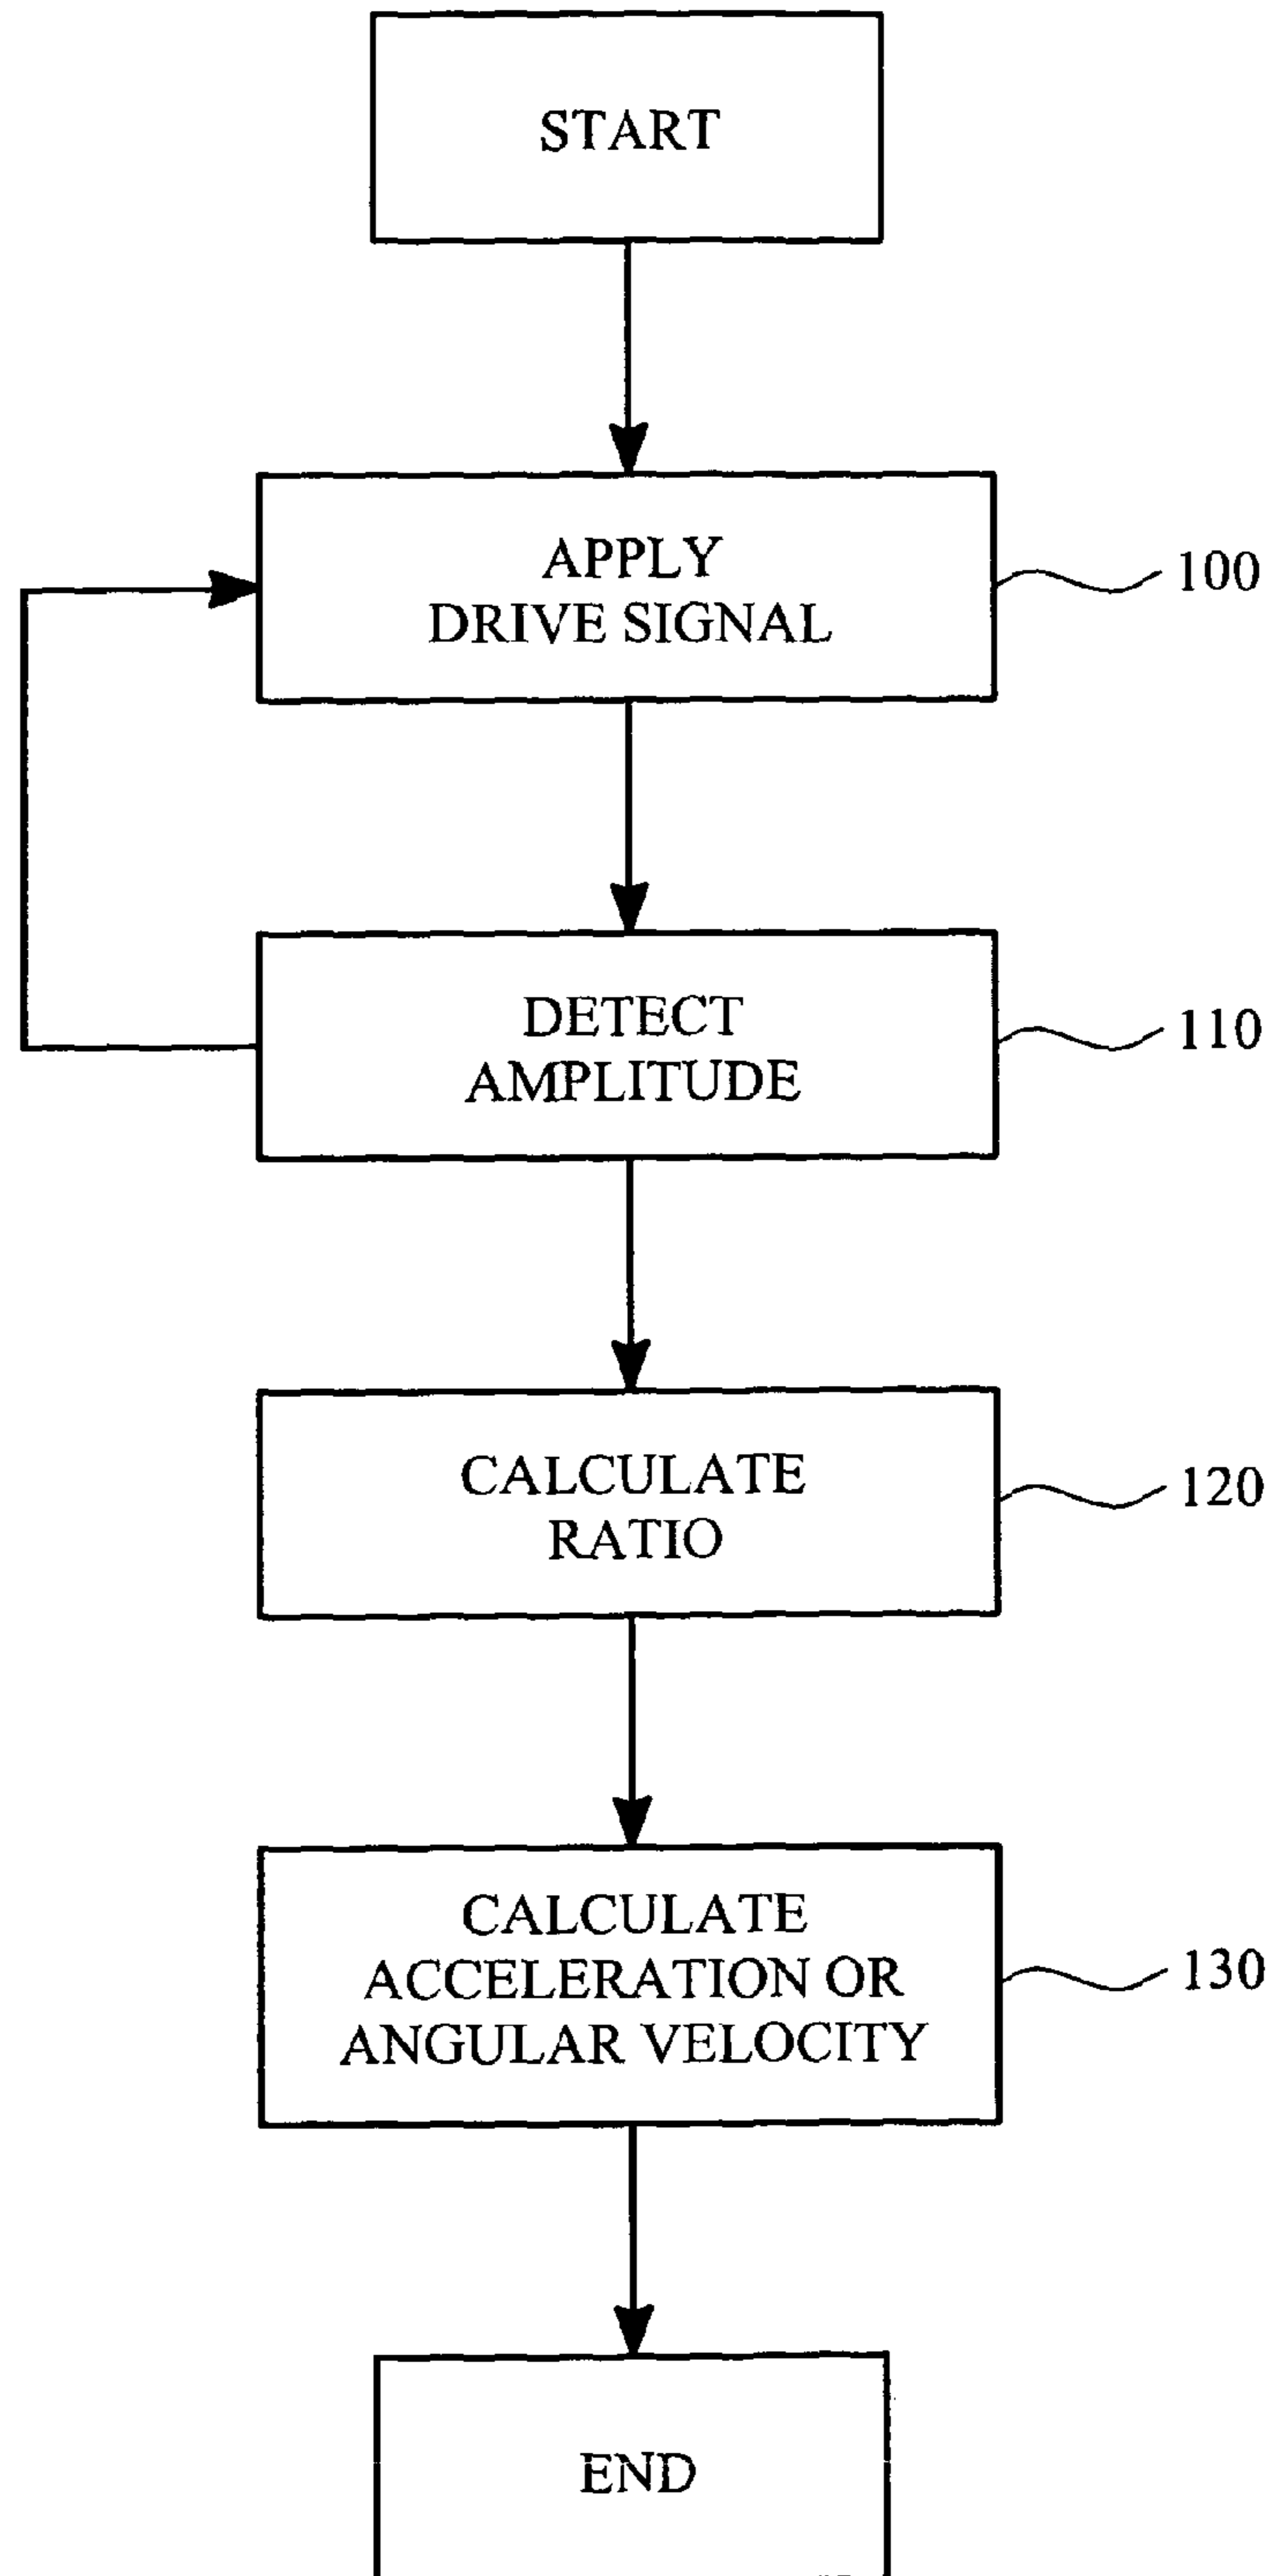 START
APPLY
DRIVE SIGNAL
100
DETECT
AMPLITUDE
110
CALCULATE
RATIO
120
CALCULATE
ACCELERATION OR
ANGULAR VELOCITY
130
END